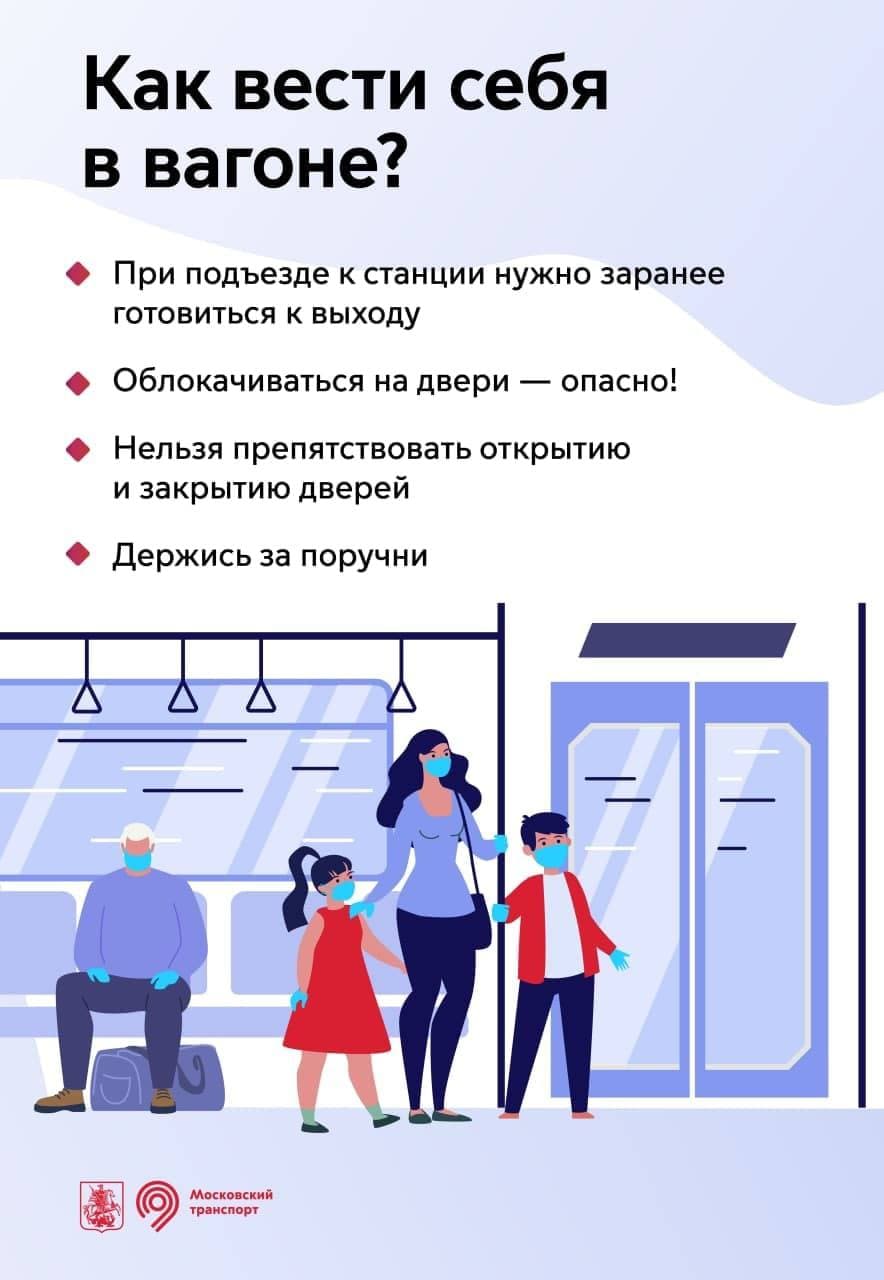 Как вести себя
в вагоне?
При подъезде к станции нужно заранее
готовиться к выходу
Облокачиваться на двери — опасно!
Нельзя препятствовать открытию
и закрытию дверей
Держись за поручни
Московский
транспорт